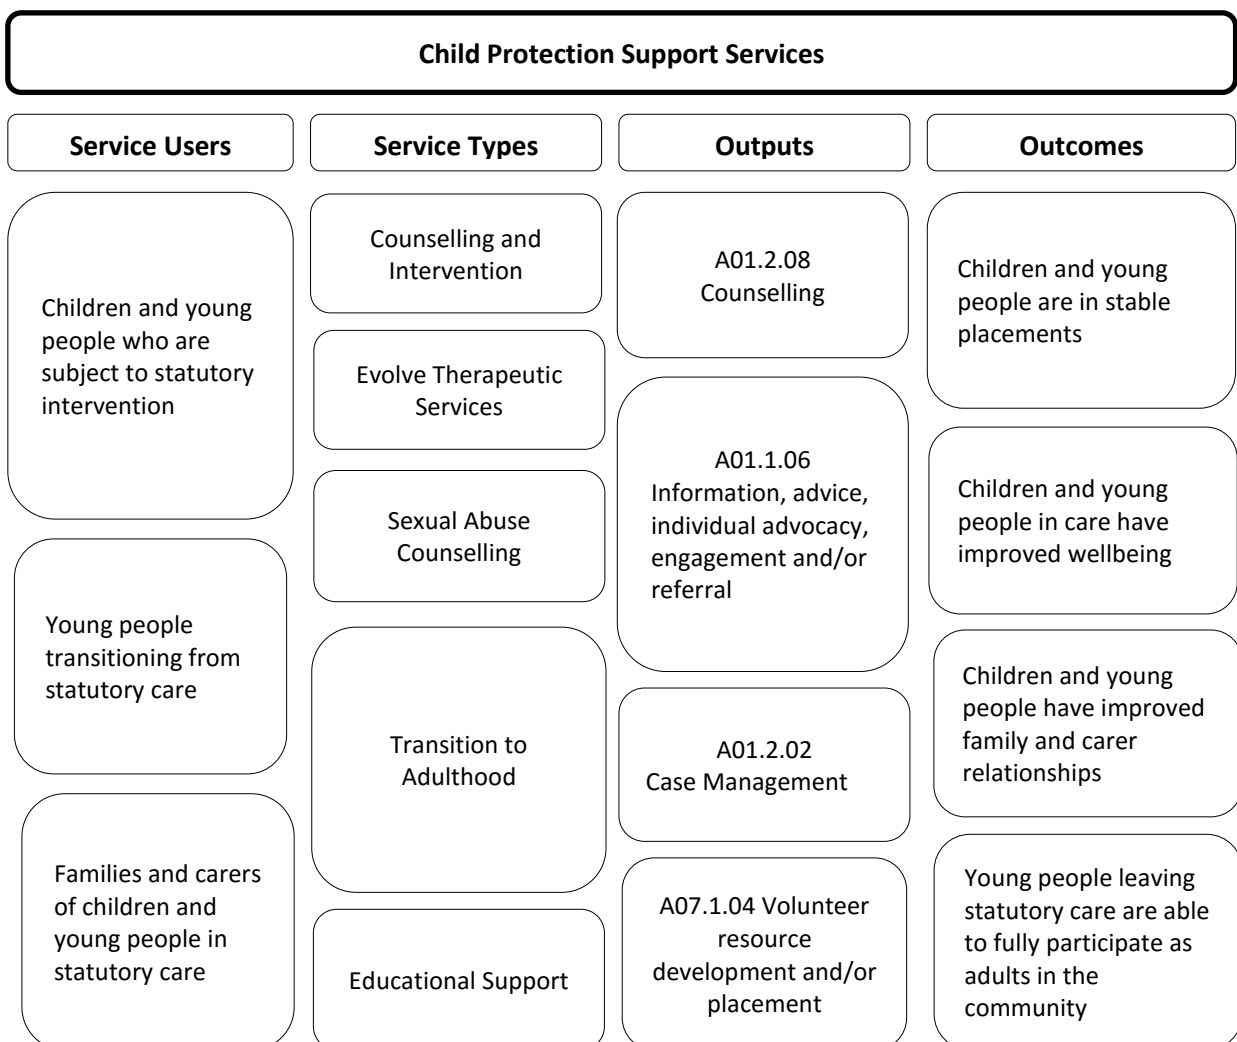 Child Protection Support Services
Service Users
Service Types
Outputs
Outcomes
Children and young
people who are
subject to statutory
intervention
Young people
transitioning from
statutory care
Families and carers
of children and
young people in
statutory care
Counselling and
Intervention
Evolve Therapeutic
Services
Sexual Abuse
Counselling
Transition to
Adulthood
Educational Support
A01.2.08
Counselling
A01.1.06
Information, advice,
individual advocacy,
engagement and/or
referral
A01.2.02
Case Management
A07.1.04 Volunteer
resource
development and/or
placement
Children and young
people are in stable
placements
Children and young
people in care have
improved wellbeing
Children and young
people have improved
family and carer
relationships
Young people leaving
statutory care are able
to fully participate as
adults in the
community